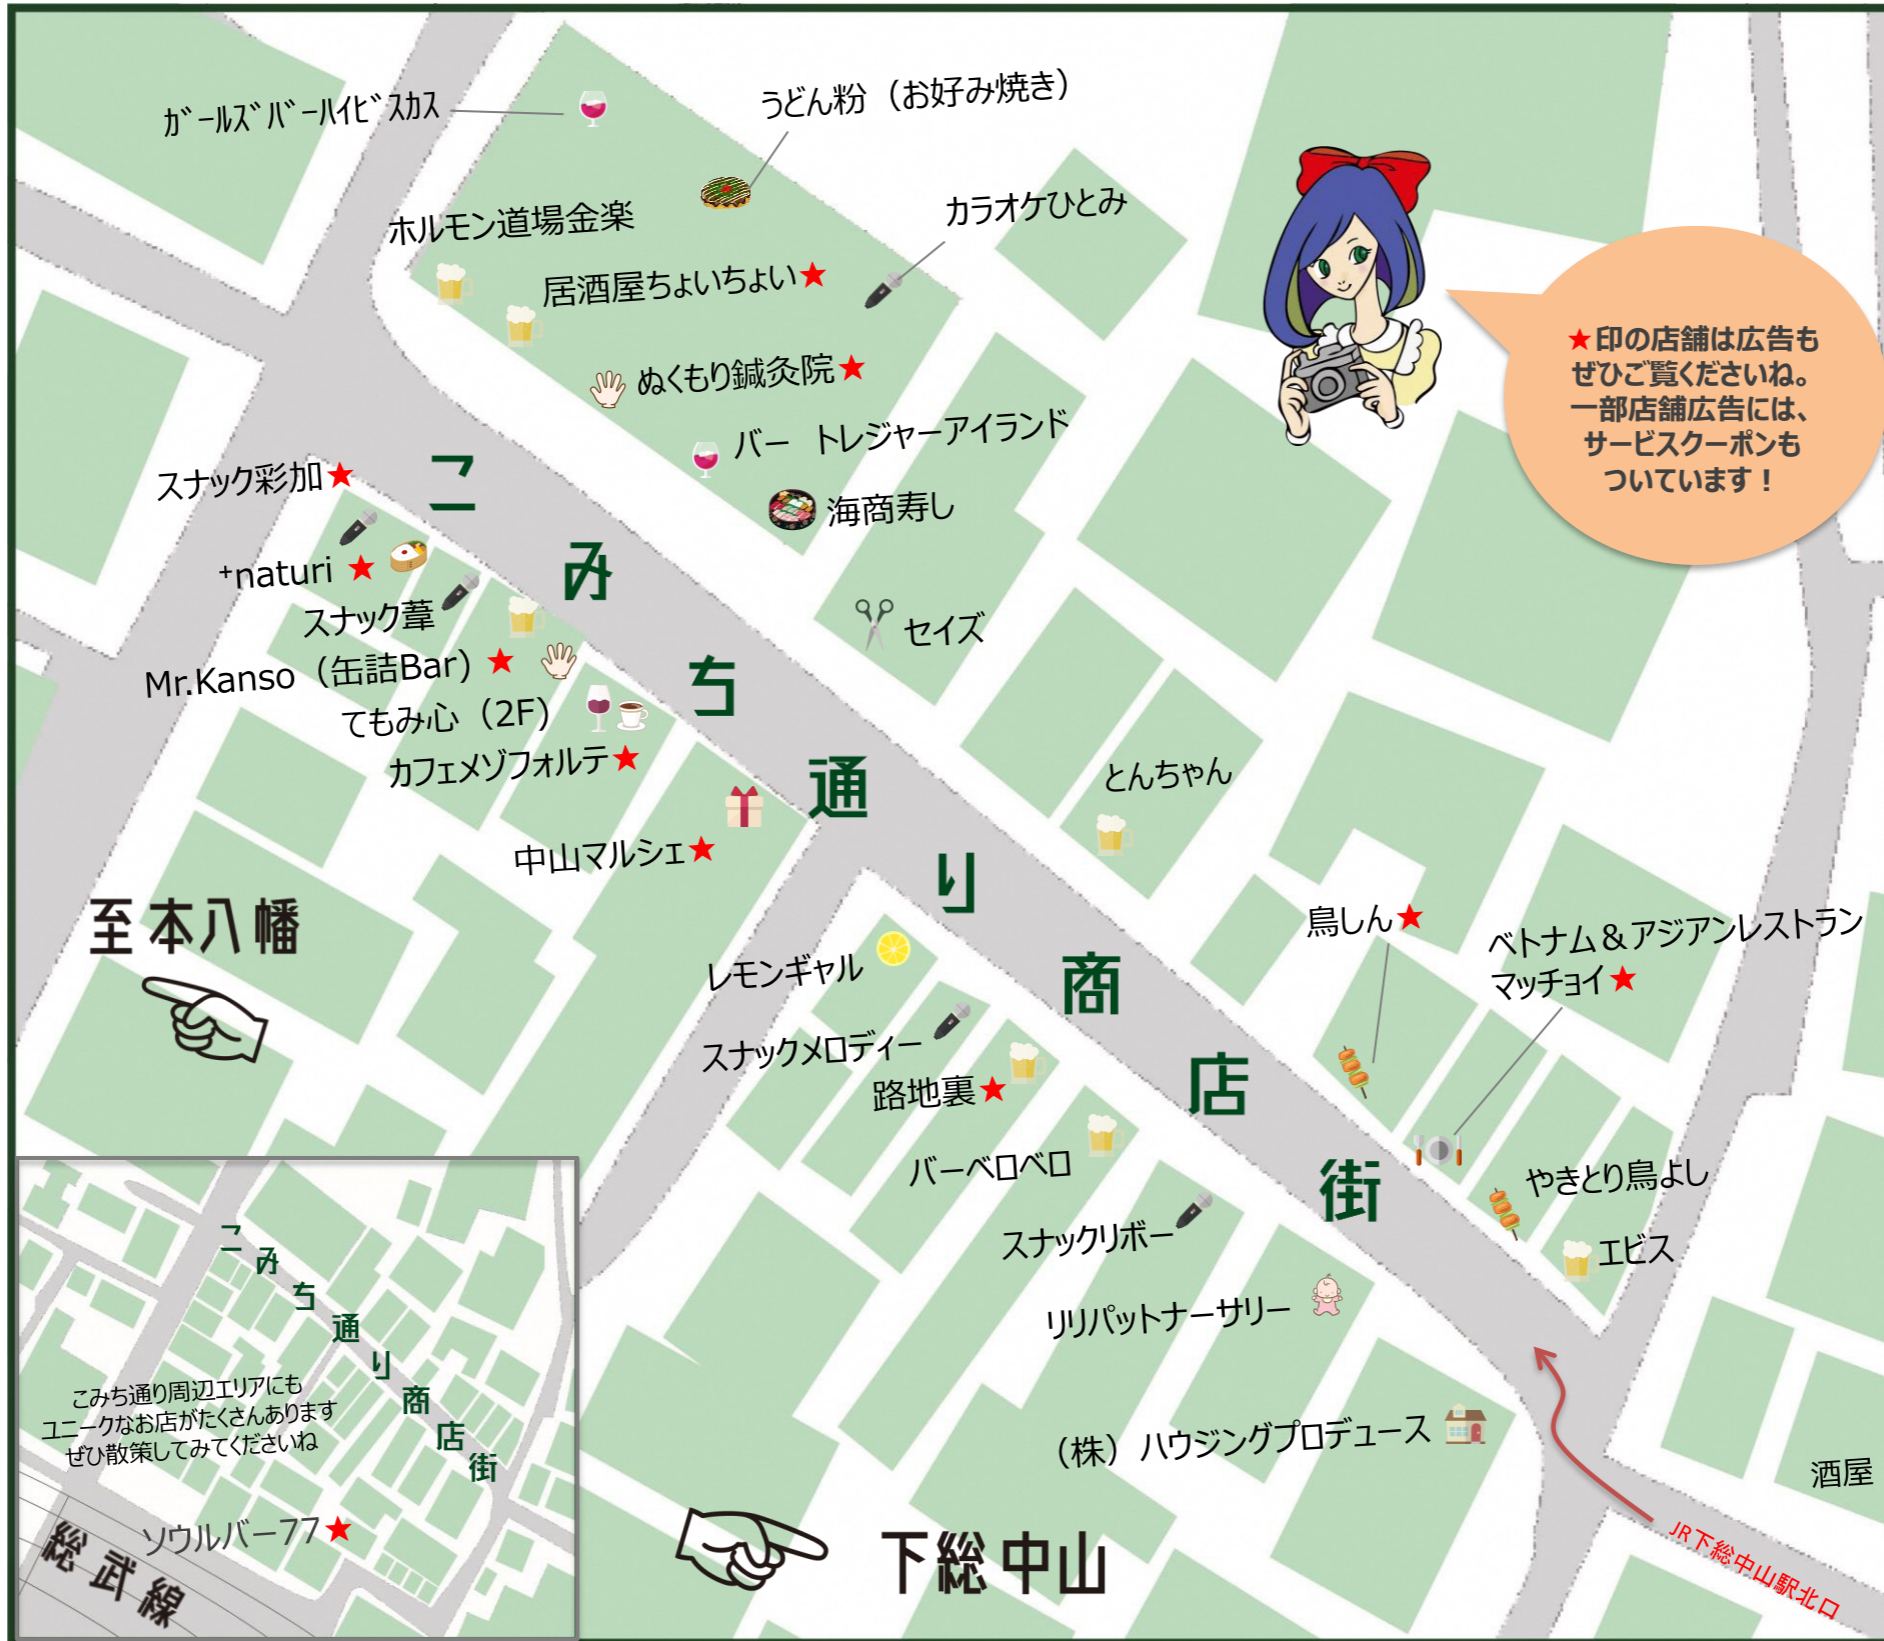 ｶﾞｰﾙｽﾞﾊﾞｰﾊｲﾋﾞｽｶｽ
うどん粉（お好み焼き）
ホルモン道場金楽
カラオケひとみ
居酒屋ちょいちょい★
ぬくもり鍼灸院★
バー　トレジャーアイランド
海商寿し
セイズ
とんちゃん
鳥しん★
ベトナム＆アジアンレストラン
マッチョイ★
やきとり鳥よし
エビス
★印の店舗は広告も
ぜひご覧くださいね。
一部店舗広告には、
サービスクーポンも
ついています！
こみち通り商店街
スナック彩加★
⁺naturi ★
スナック葦
Mr.Kanso（缶詰Bar）★
てもみ心（2F）
カフェメゾフォルテ★
中山マルシェ★
レモンギャル
スナックメロディー
路地裏★
バーベロベロ
スナックリボー
リリパットナーサリー
（株）ハウジングプロデュース
至本八幡
下総中山
酒屋
JR下総中山駅北口
こみち通り商店街
こみち通り周辺エリアにも
ユニークなお店がたくさんあります
ぜひ散策してみてくださいね
ソウルバー77★
総武線